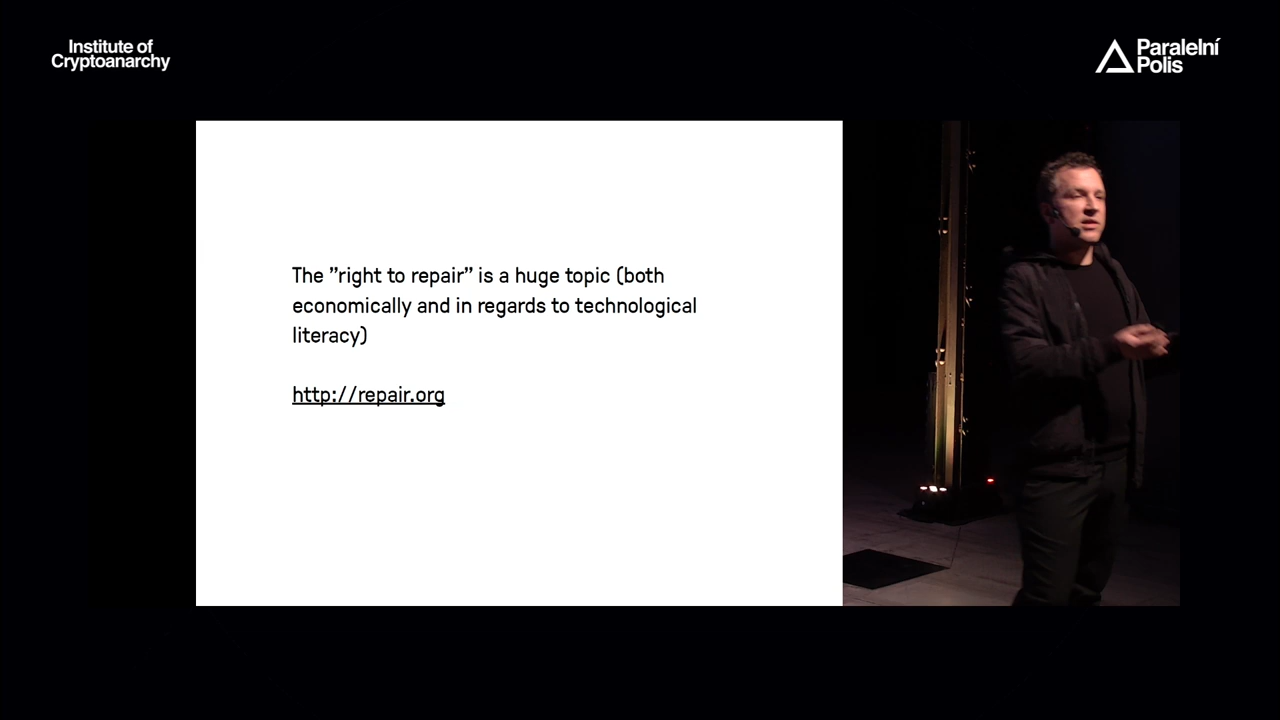 Institute of
Cryptoanarchy
Paralelní
Polis
The ”right to repair” is a huge topic (both
economically and in regards to technological
literacy)
http://repair.org